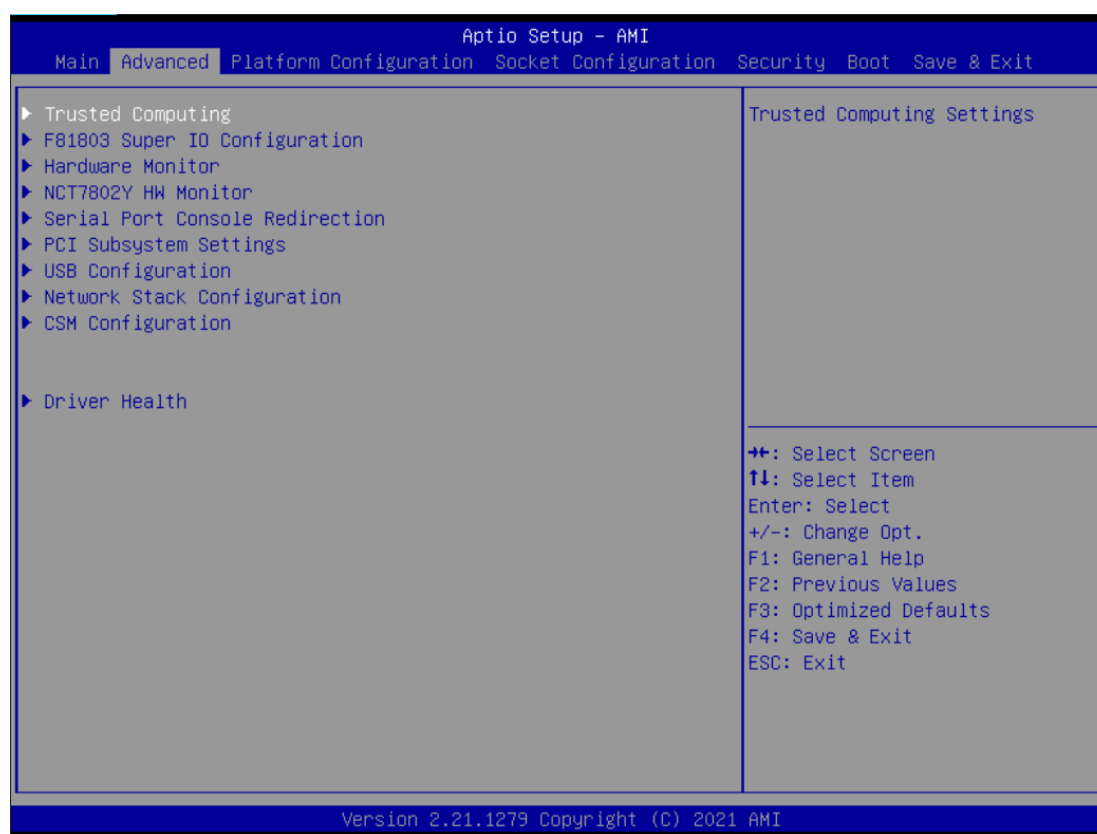 Aptio Setup – AMI
Main Advanced Platform Configuration Socket Configuration Security Boot Save & Exit
▶ Trusted Computing
▶ F81803 Super IO Configuration
▶ Hardware Monitor
▶ NCT7802Y HW Monitor
▶ Serial Port Console Redirection
▶ PCI Subsystem Settings
▶ USB Configuration
▶ Network Stack Configuration
▶ CSM Configuration
▶ Driver Health
Trusted Computing Settings
→←: Select Screen
↑↓: Select Item
Enter: Select
+/-: Change Opt.
F1: General Help
F2: Previous Values
F3: Optimized Defaults
F4: Save & Exit
ESC: Exit
Version 2.21.1279 Copyright (C) 2021 AMI